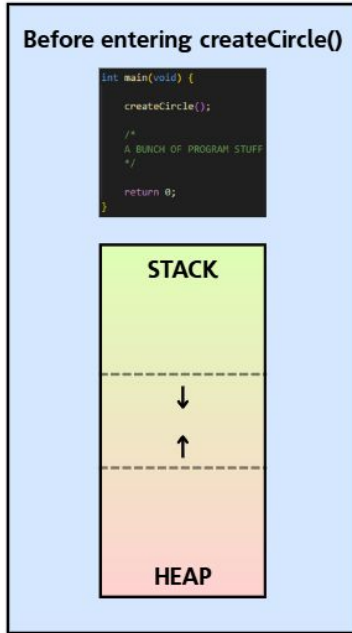 Before entering createCircle()
int main(void) {
createCircle();
/*
A BUNCH OF PROGRAM STUFF
*/
return 0;
}
STACK
↓
↑
HEAP